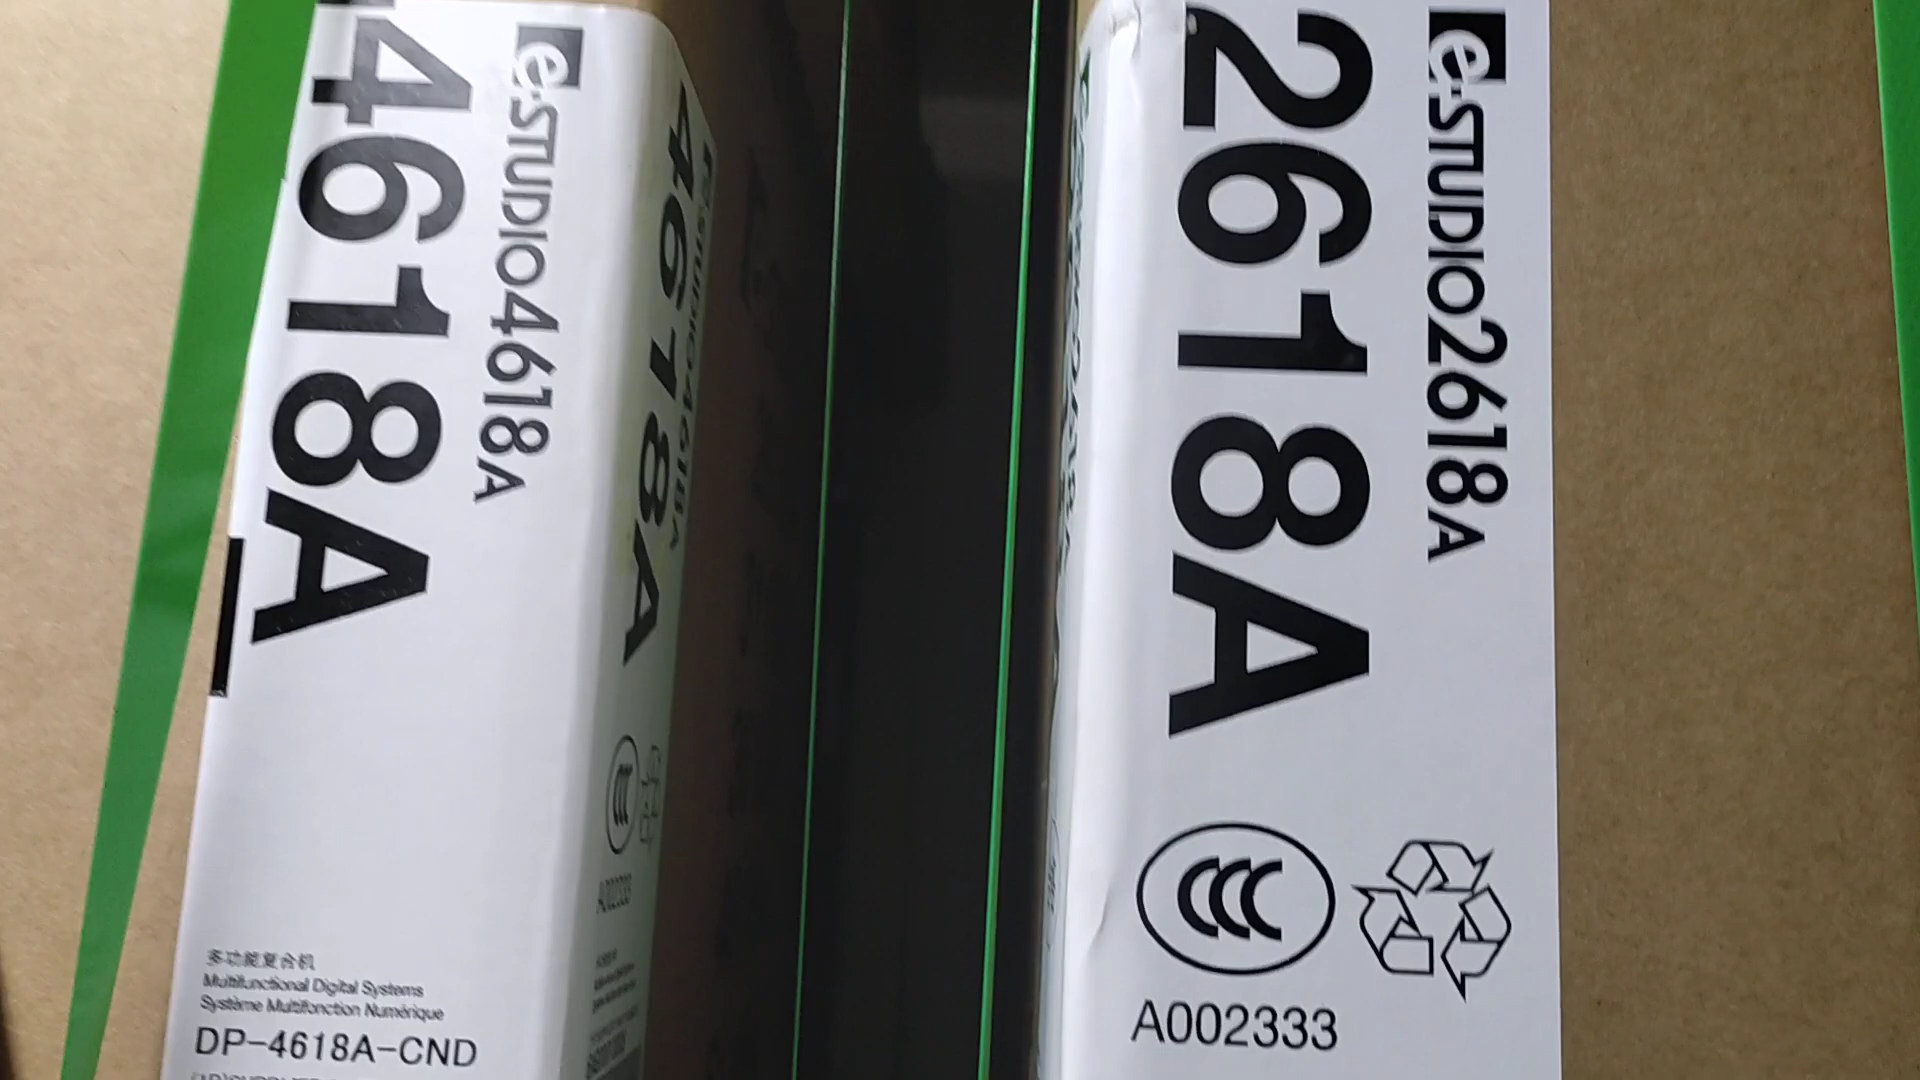 4618A
e-STUDIO4618A
多功能复合机
Multifunctional Digital Systems
Système Multifonction Numérique
DP-4618A-CND
4618A
e-STUDIO4618A
A002333
2618A
e-STUDIO2618A
A002333